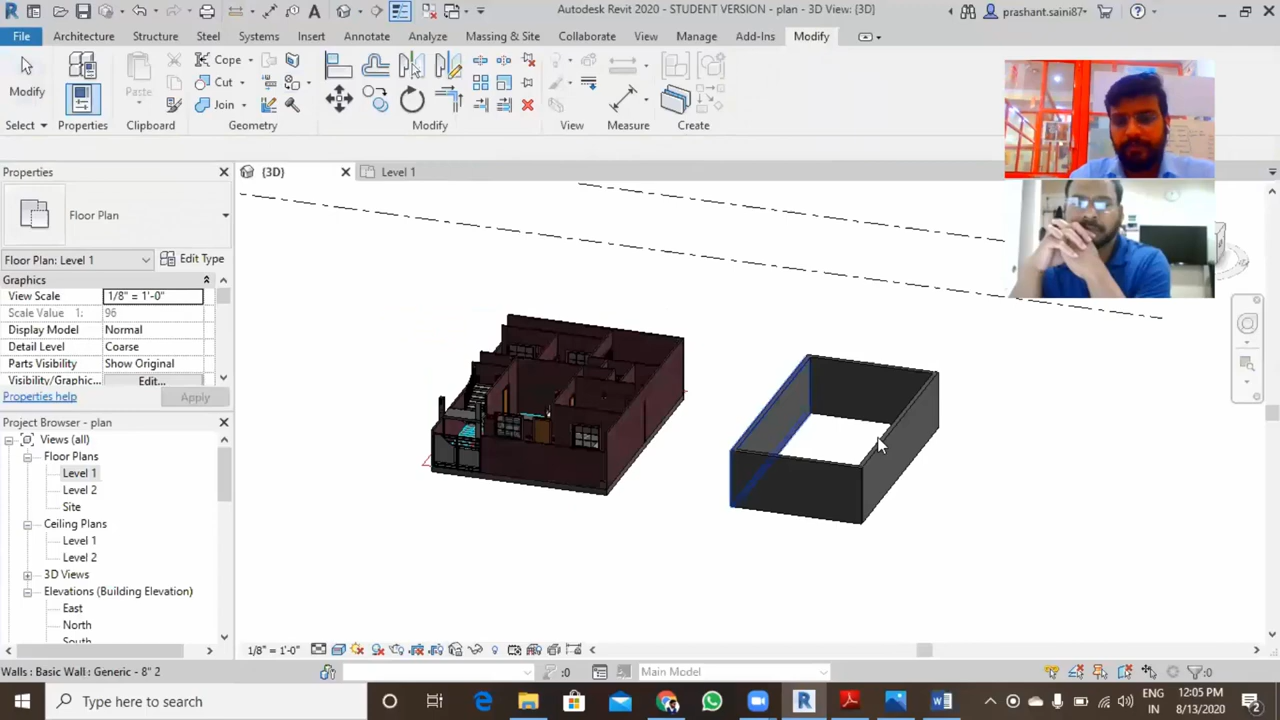 Autodesk Revit 2020 - STUDENT VERSION - plan - 3D View: {3D}
prashant.saini87
File
Architecture
Structure
Steel
Systems
Insert
Annotate
Analyze
Massing & Site
Collaborate
View
Manage
Add-Ins
Modify
Modify
Paste
Cope
Cut
Join
Select
Properties
Clipboard
Geometry
Modify
View
Measure
Create
Properties
{3D}
Level 1
Floor Plan
Floor Plan: Level 1
Edit Type
Graphics
View Scale
1/8" = 1'-0"
Scale Value 1:
96
Display Model
Normal
Detail Level
Coarse
Parts Visibility
Show Original
Visibility/Graphic...
Edit...
Properties help
Apply
Project Browser - plan
Views (all)
Floor Plans
Level 1
Level 2
Site
Ceiling Plans
Level 1
Level 2
3D Views
Elevations (Building Elevation)
East
North
South
1/8" = 1'-0"
Walls : Basic Wall : Generic - 8" 2
:0
Main Model
:0
Type here to search
ENG
IN
12:05 PM
8/13/2020
2